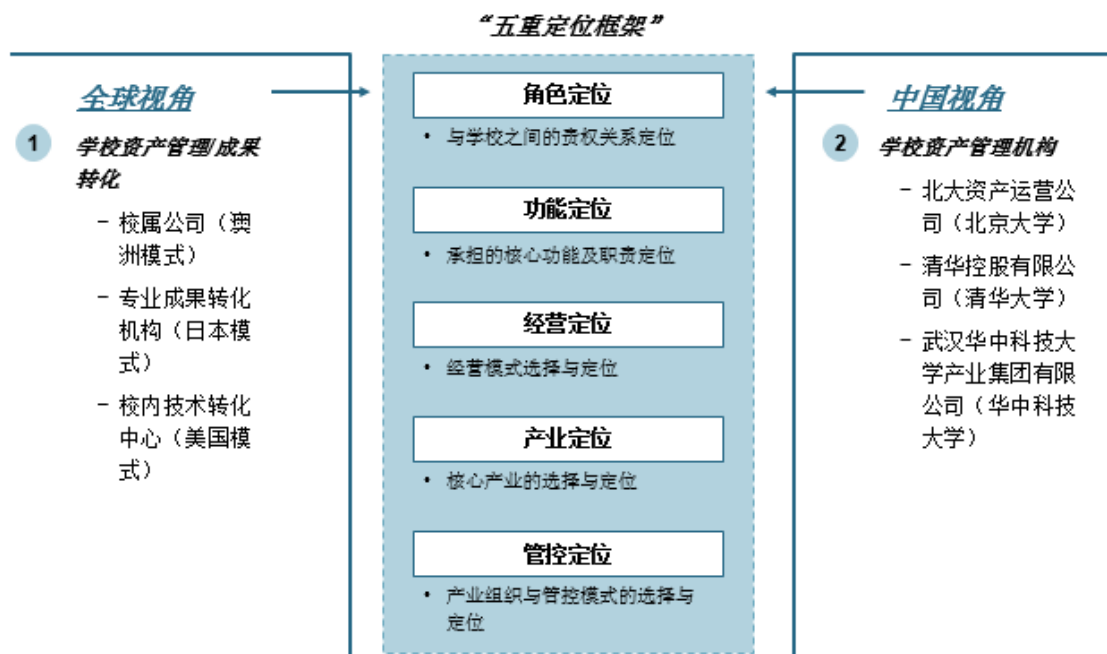 “五重定位框架”
全球视角
1
学校资产管理/成果
转化
– 校属公司（澳
洲模式）
– 专业成果转化
机构（日本模
式）
– 校内技术转化
中心（美国模
式）
角色定位
• 与学校之间的责权关系定位
功能定位
• 承担的核心功能及职责定位
经营定位
• 经营模式选择与定位
产业定位
• 核心产业的选择与定位
管控定位
• 产业组织与管控模式的选择与
定位
中国视角
2
学校资产管理机构
– 北大资产运营公
司（北京大学）
– 清华控股有限公
司（清华大学）
– 武汉华中科技大
学产业集团有限
公司（华中科技
大学）